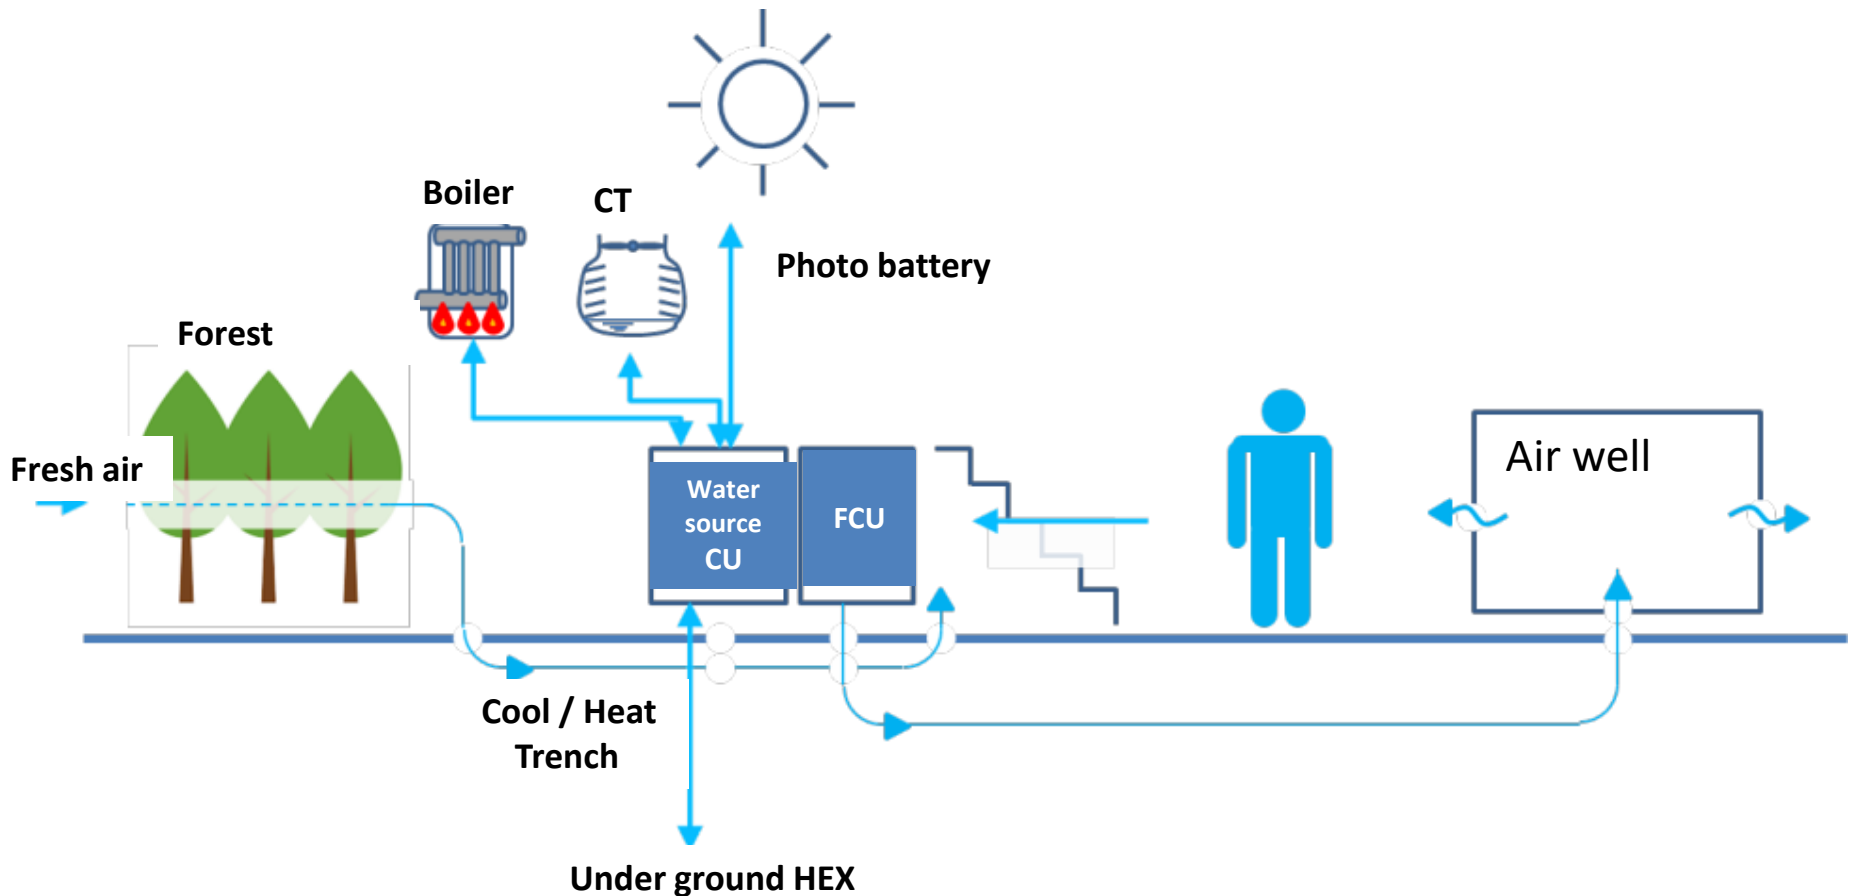 Boiler
CT
Photo battery
Forest
Fresh air
Air well
Water
source
CU
FCU
Cool / Heat
Trench
Under ground HEX